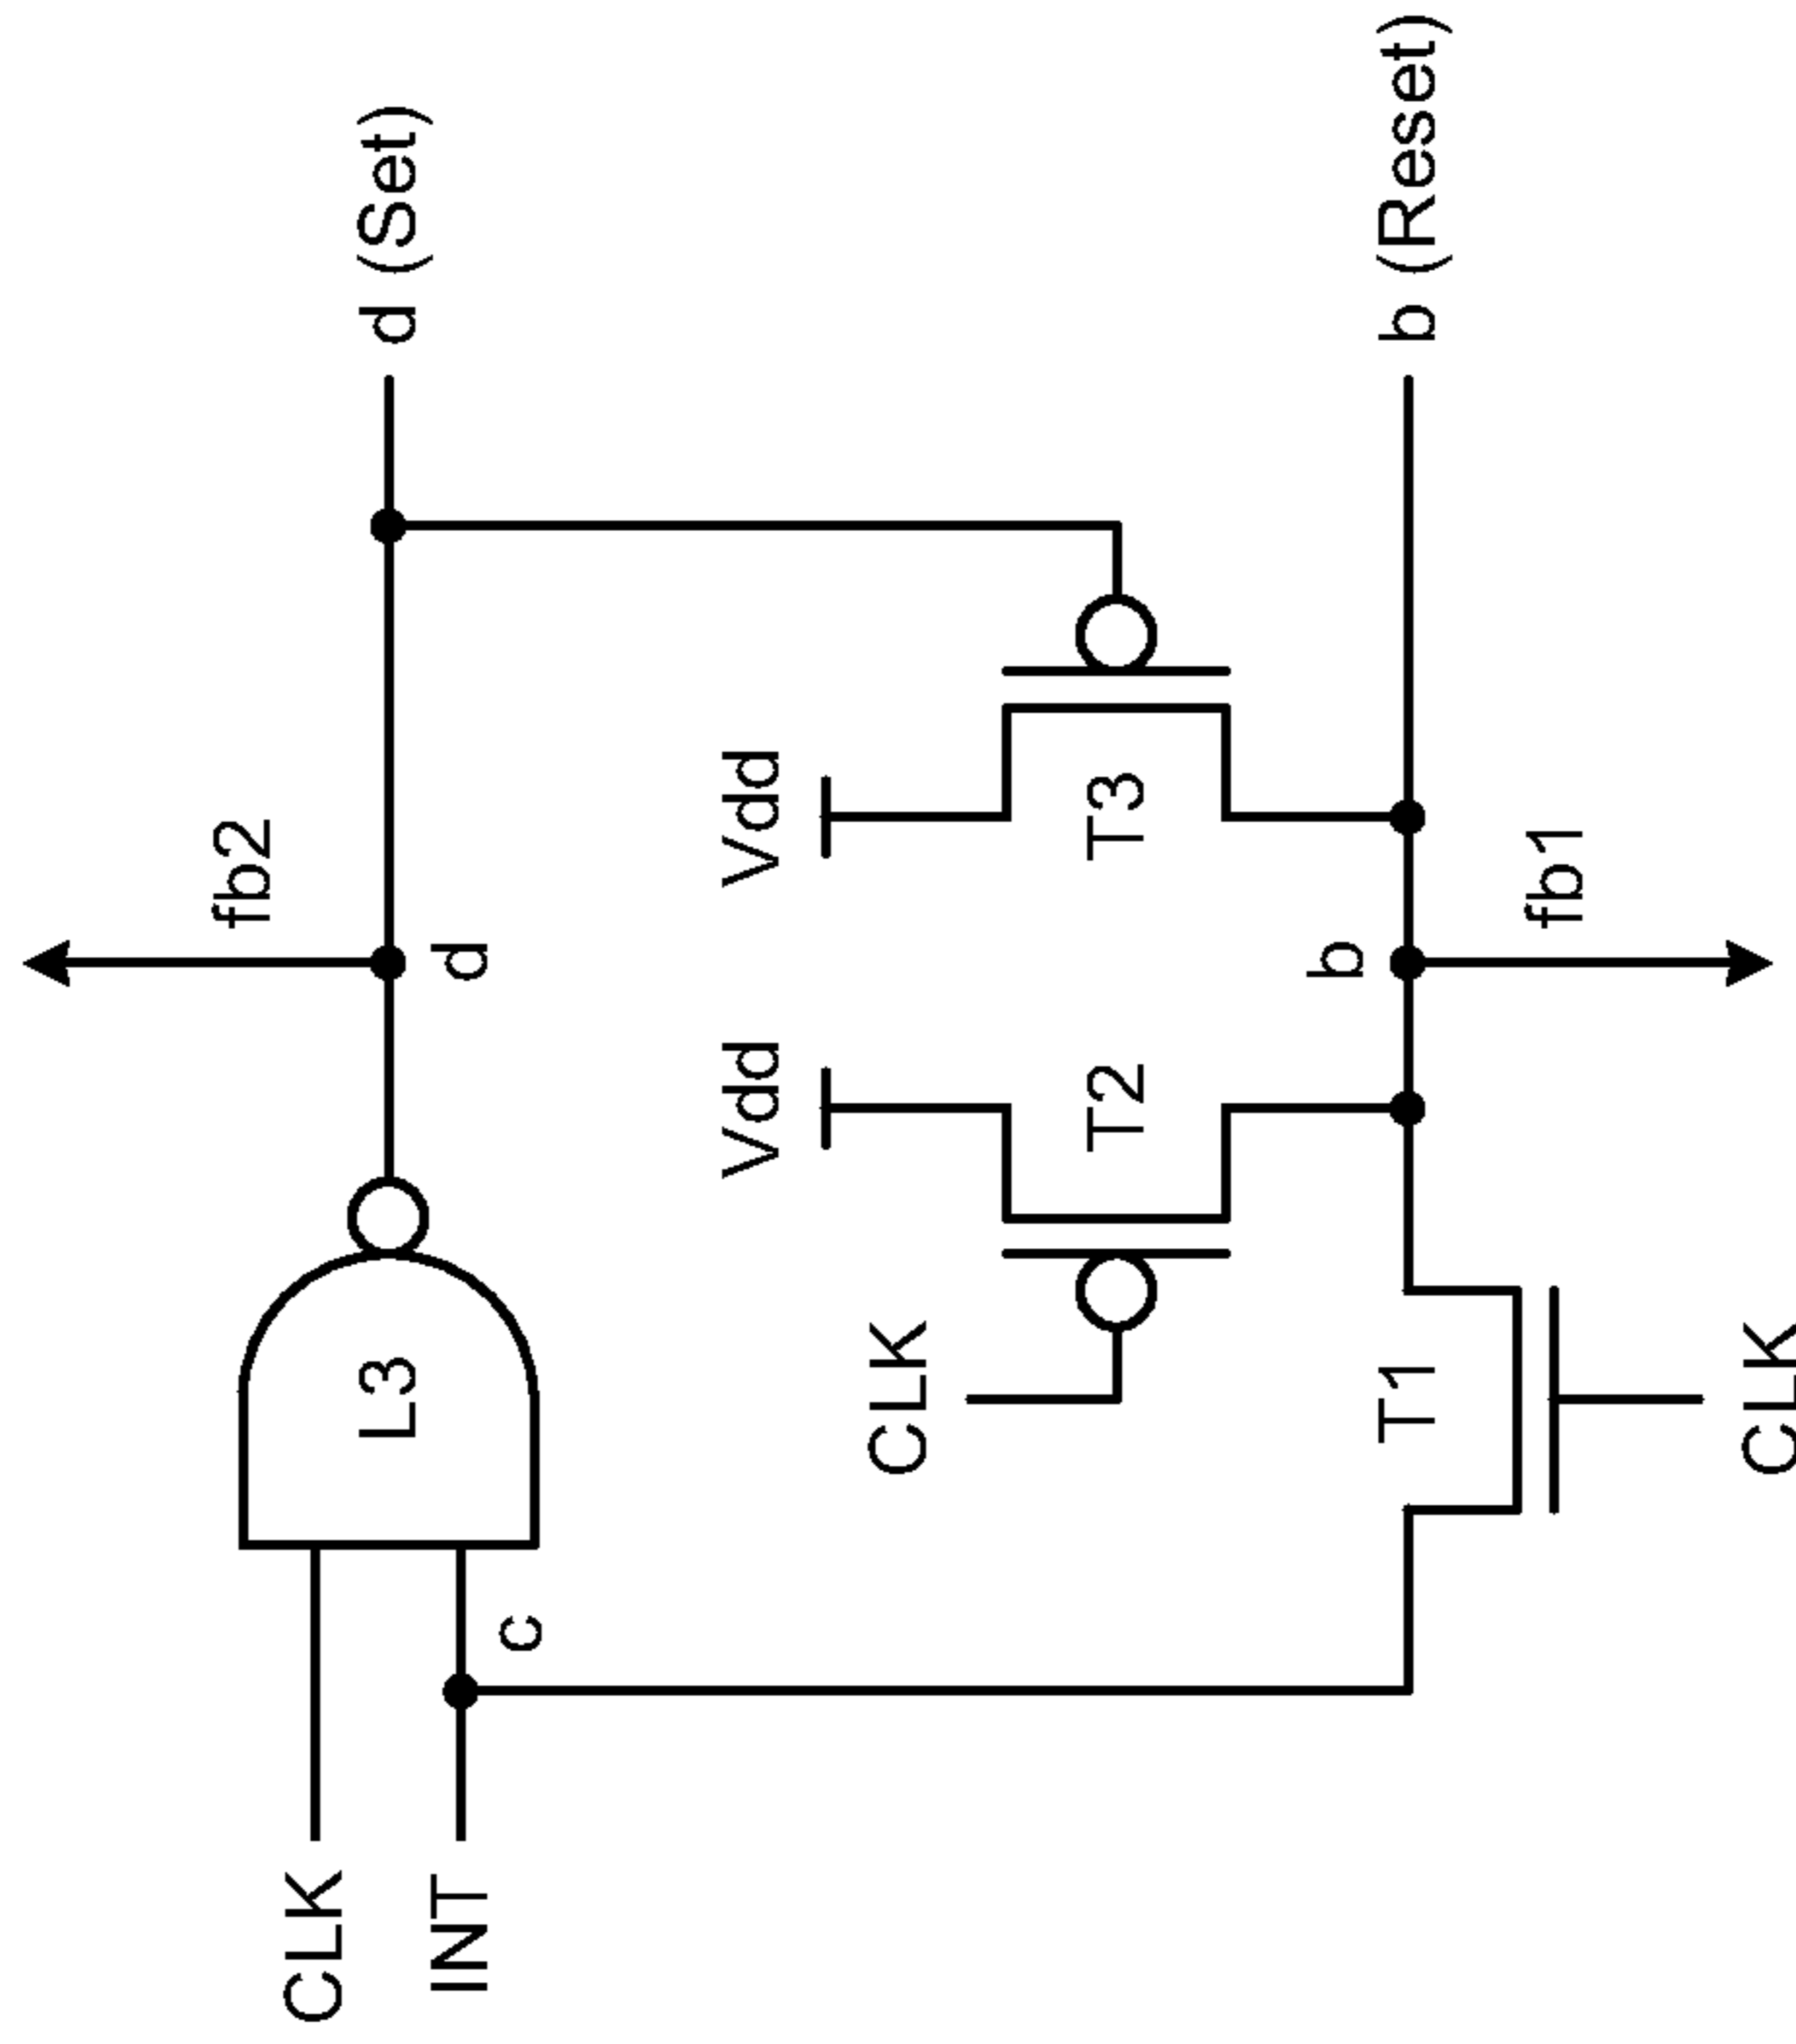 fb2
CLK
INT
L3
c
d
d (Set)
Vdd
Vdd
CLK
T2
T3
T1
b
b (Reset)
CLK
fb1